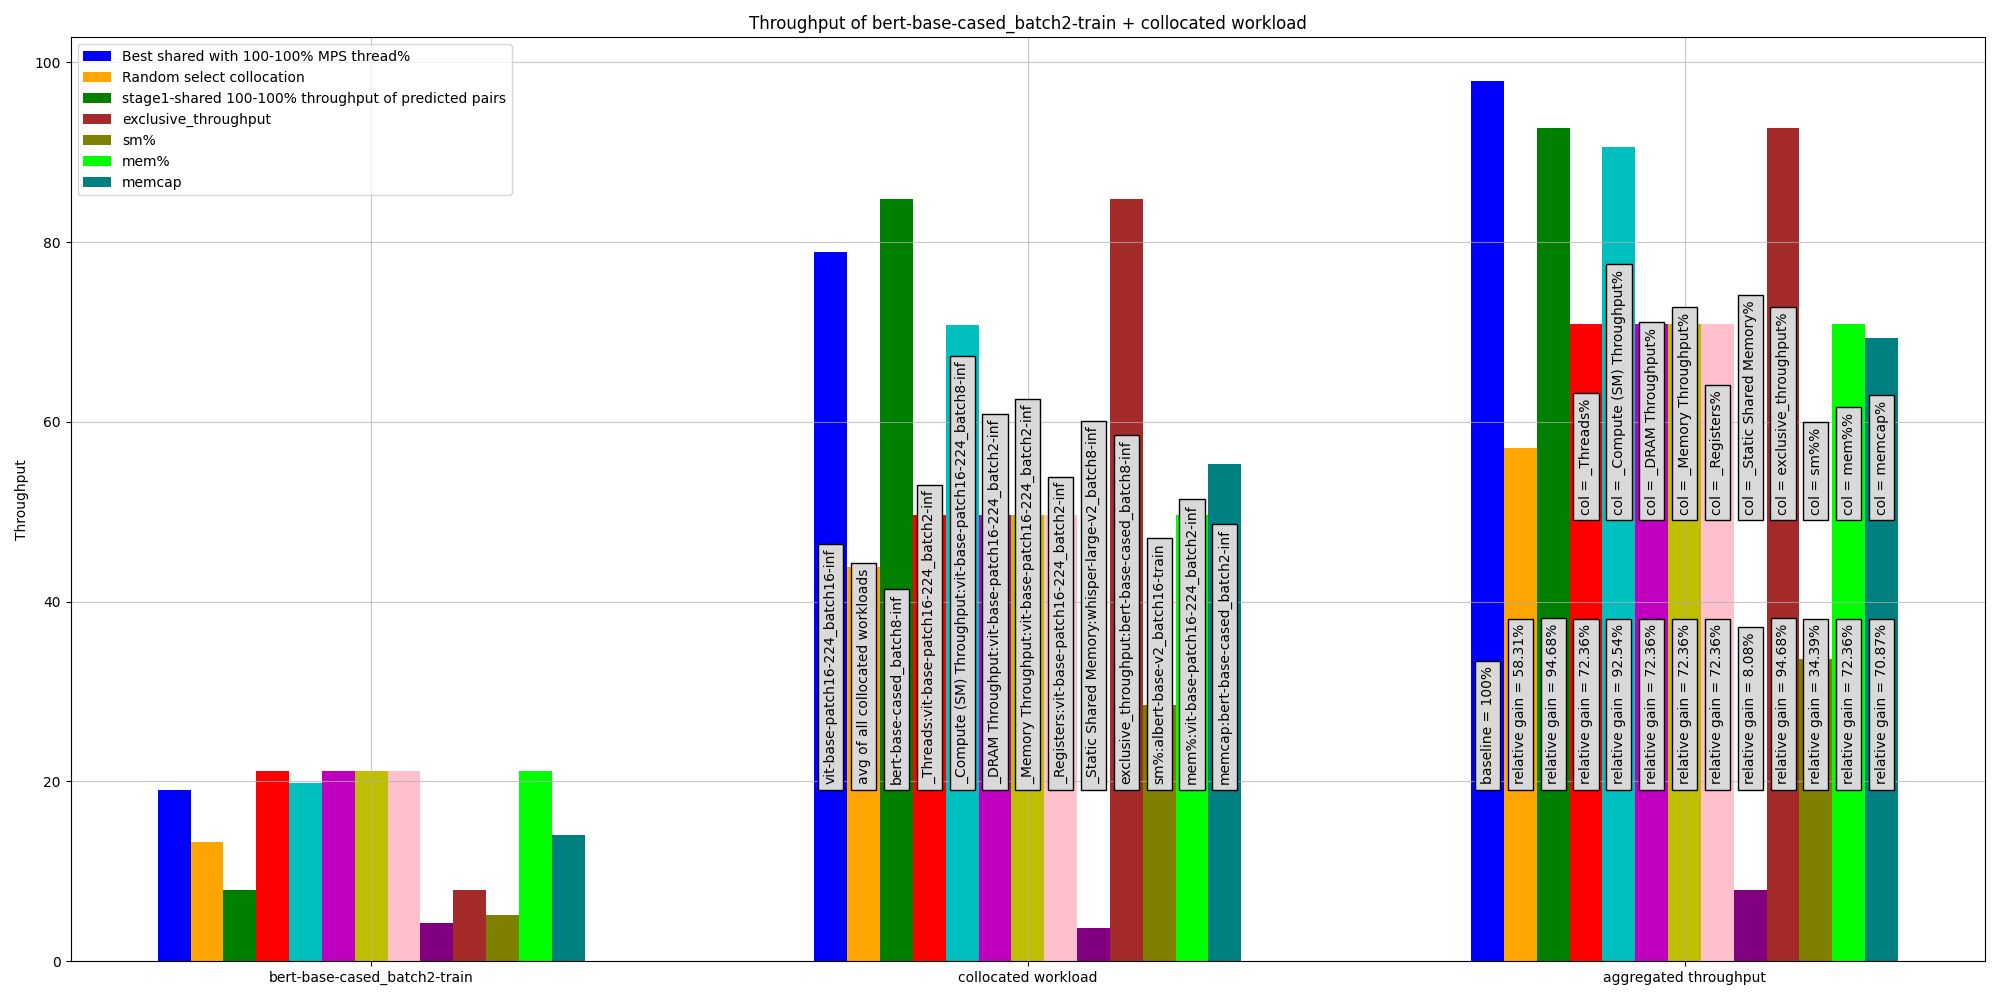 Throughput of bert-base-cased_batch2-train + collocated workload
Best shared with 100-100% MPS thread%
Random select collocation
stage1-shared 100-100% throughput of predicted pairs
exclusive_throughput
sm%
mem%
memcap
Throughput
100
80
60
40
20
0
vit-base-patch16-224_batch16-inf
avg of all collocated workloads
bert-base-cased_batch8-inf
_Threads:vit-base-patch16-224_batch2-inf
_Compute (SM) Throughput:vit-base-patch16-224_batch8-inf
_DRAM Throughput:vit-base-patch16-224_batch2-inf
_Memory Throughput:vit-base-patch16-224_batch2-inf
_Registers:vit-base-patch16-224_batch2-inf
_Static Shared Memory:whisper-large-v2_batch8-inf
exclusive_throughput:bert-base-cased_batch8-inf
sm%:albert-base-v2_batch16-train
mem%:vit-base-patch16-224_batch2-inf
memcap:bert-base-cased_batch2-inf
col = _Threads%
col = _Compute (SM) Throughput%
col = _DRAM Throughput%
col = _Memory Throughput%
col = _Registers%
col = _Static Shared Memory%
col = exclusive_throughput%
col = sm%%
col = mem%%
col = memcap%
baseline = 100%
relative gain = 58.31%
relative gain = 94.68%
relative gain = 72.36%
relative gain = 92.54%
relative gain = 72.36%
relative gain = 72.36%
relative gain = 72.36%
relative gain = 8.08%
relative gain = 94.68%
relative gain = 34.39%
relative gain = 72.36%
relative gain = 70.87%
bert-base-cased_batch2-train
collocated workload
aggregated throughput